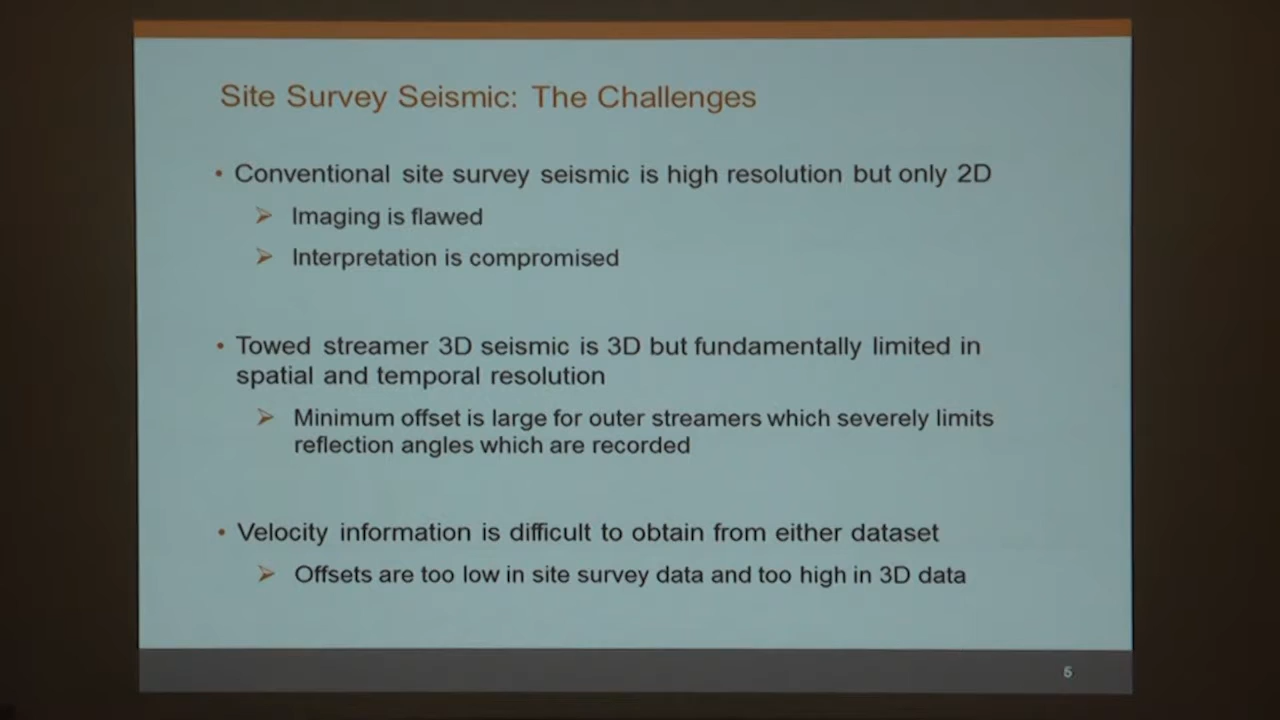 Site Survey Seismic: The Challenges
• Conventional site survey seismic is high resolution but only 2D
➢ Imaging is flawed
➢ Interpretation is compromised
• Towed streamer 3D seismic is 3D but fundamentally limited in
spatial and temporal resolution
➢ Minimum offset is large for outer streamers which severely limits
reflection angles which are recorded
• Velocity information is difficult to obtain from either dataset
➢ Offsets are too low in site survey data and too high in 3D data
5